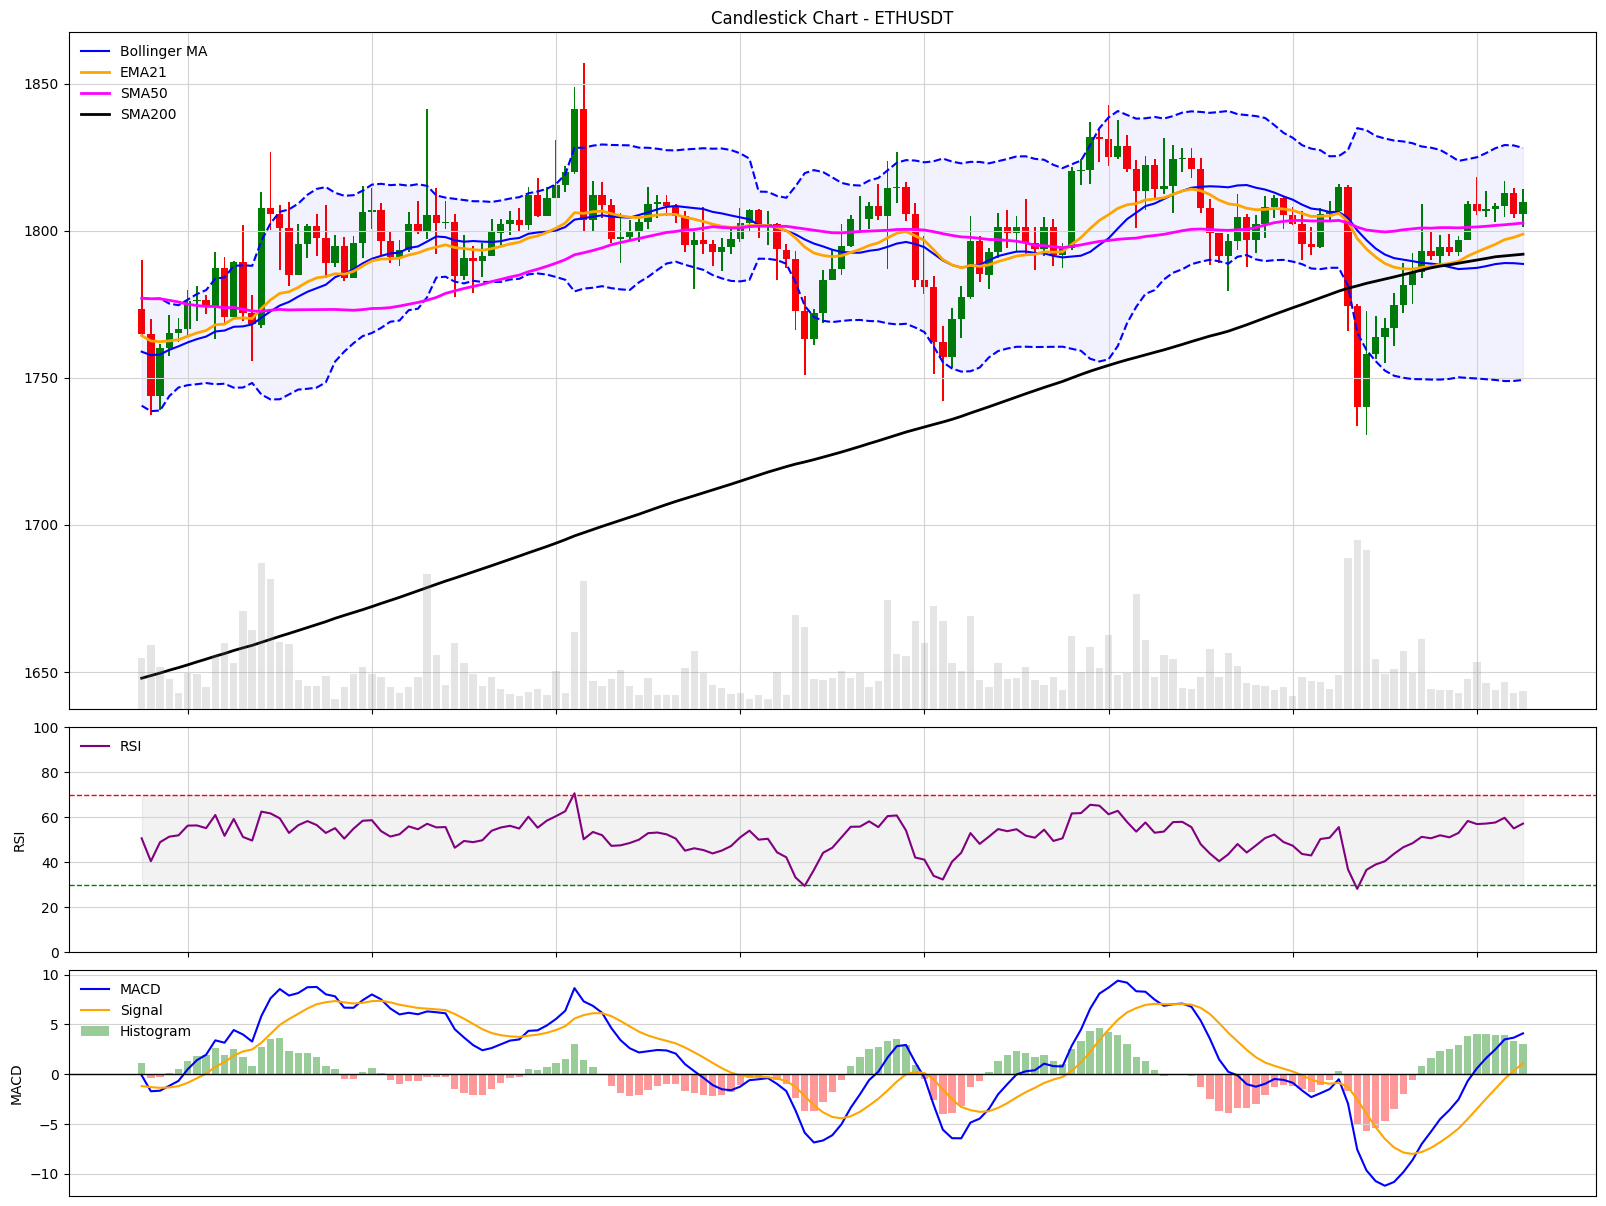 Candlestick Chart - ETHUSDT
Bollinger MA
EMA21
SMA50
SMA200
1850
1800
1750
1700
1650
RSI
100
80
60
40
20
0
RSI
MACD
Signal
Histogram
10
5
0
−5
−10
MACD